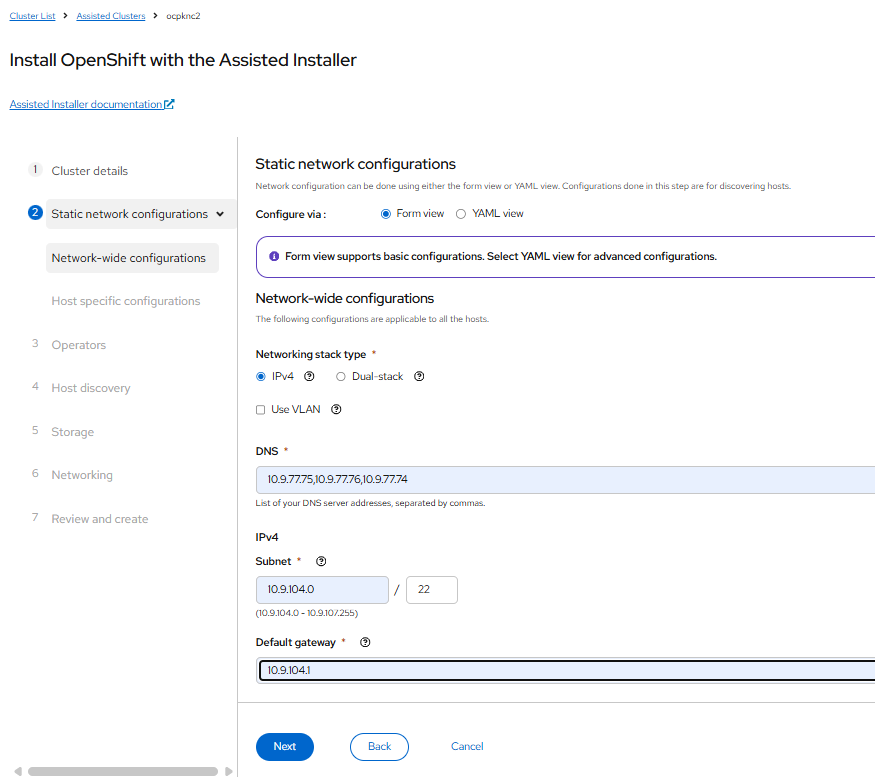 Cluster List > Assisted Clusters > ocpknc2
Install OpenShift with the Assisted Installer
Assisted Installer documentation
1 Cluster details
2 Static network configurations
Network-wide configurations
Host specific configurations
3 Operators
4 Host discovery
5 Storage
6 Networking
7 Review and create
Static network configurations
Network configuration can be done using either the form view or YAML view. Configurations done in this step are for discovering hosts.
Configure via : Form view YAML view
Form view supports basic configurations. Select YAML view for advanced configurations.
Network-wide configurations
The following configurations are applicable to all the hosts.
Networking stack type *
IPv4 Dual-stack
Use VLAN
DNS *
10.9.77.75,10.9.77.76,10.9.77.74
List of your DNS server addresses, separated by commas.
IPv4
Subnet *
10.9.104.0 / 22
(10.9.104.0 - 10.9.107.255)
Default gateway *
10.9.104.1
Next Back Cancel